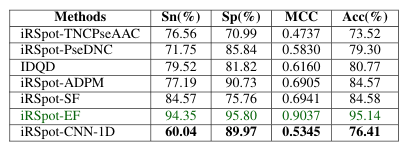 Methods Sn(%) Sp(%) MCC Acc(%)
iRSpot-TNCPseAAC 76.56 70.99 0.4737 73.52
iRSpot-PseDNC 71.75 85.84 0.5830 79.30
IDQD 79.52 81.82 0.6160 80.77
iRSpot-ADPM 77.19 90.73 0.6905 84.57
iRSpot-SF 84.57 75.76 0.6941 84.58
iRSpot-EF 94.35 95.80 0.9037 95.14
iRSpot-CNN-1D 60.04 89.97 0.5345 76.41